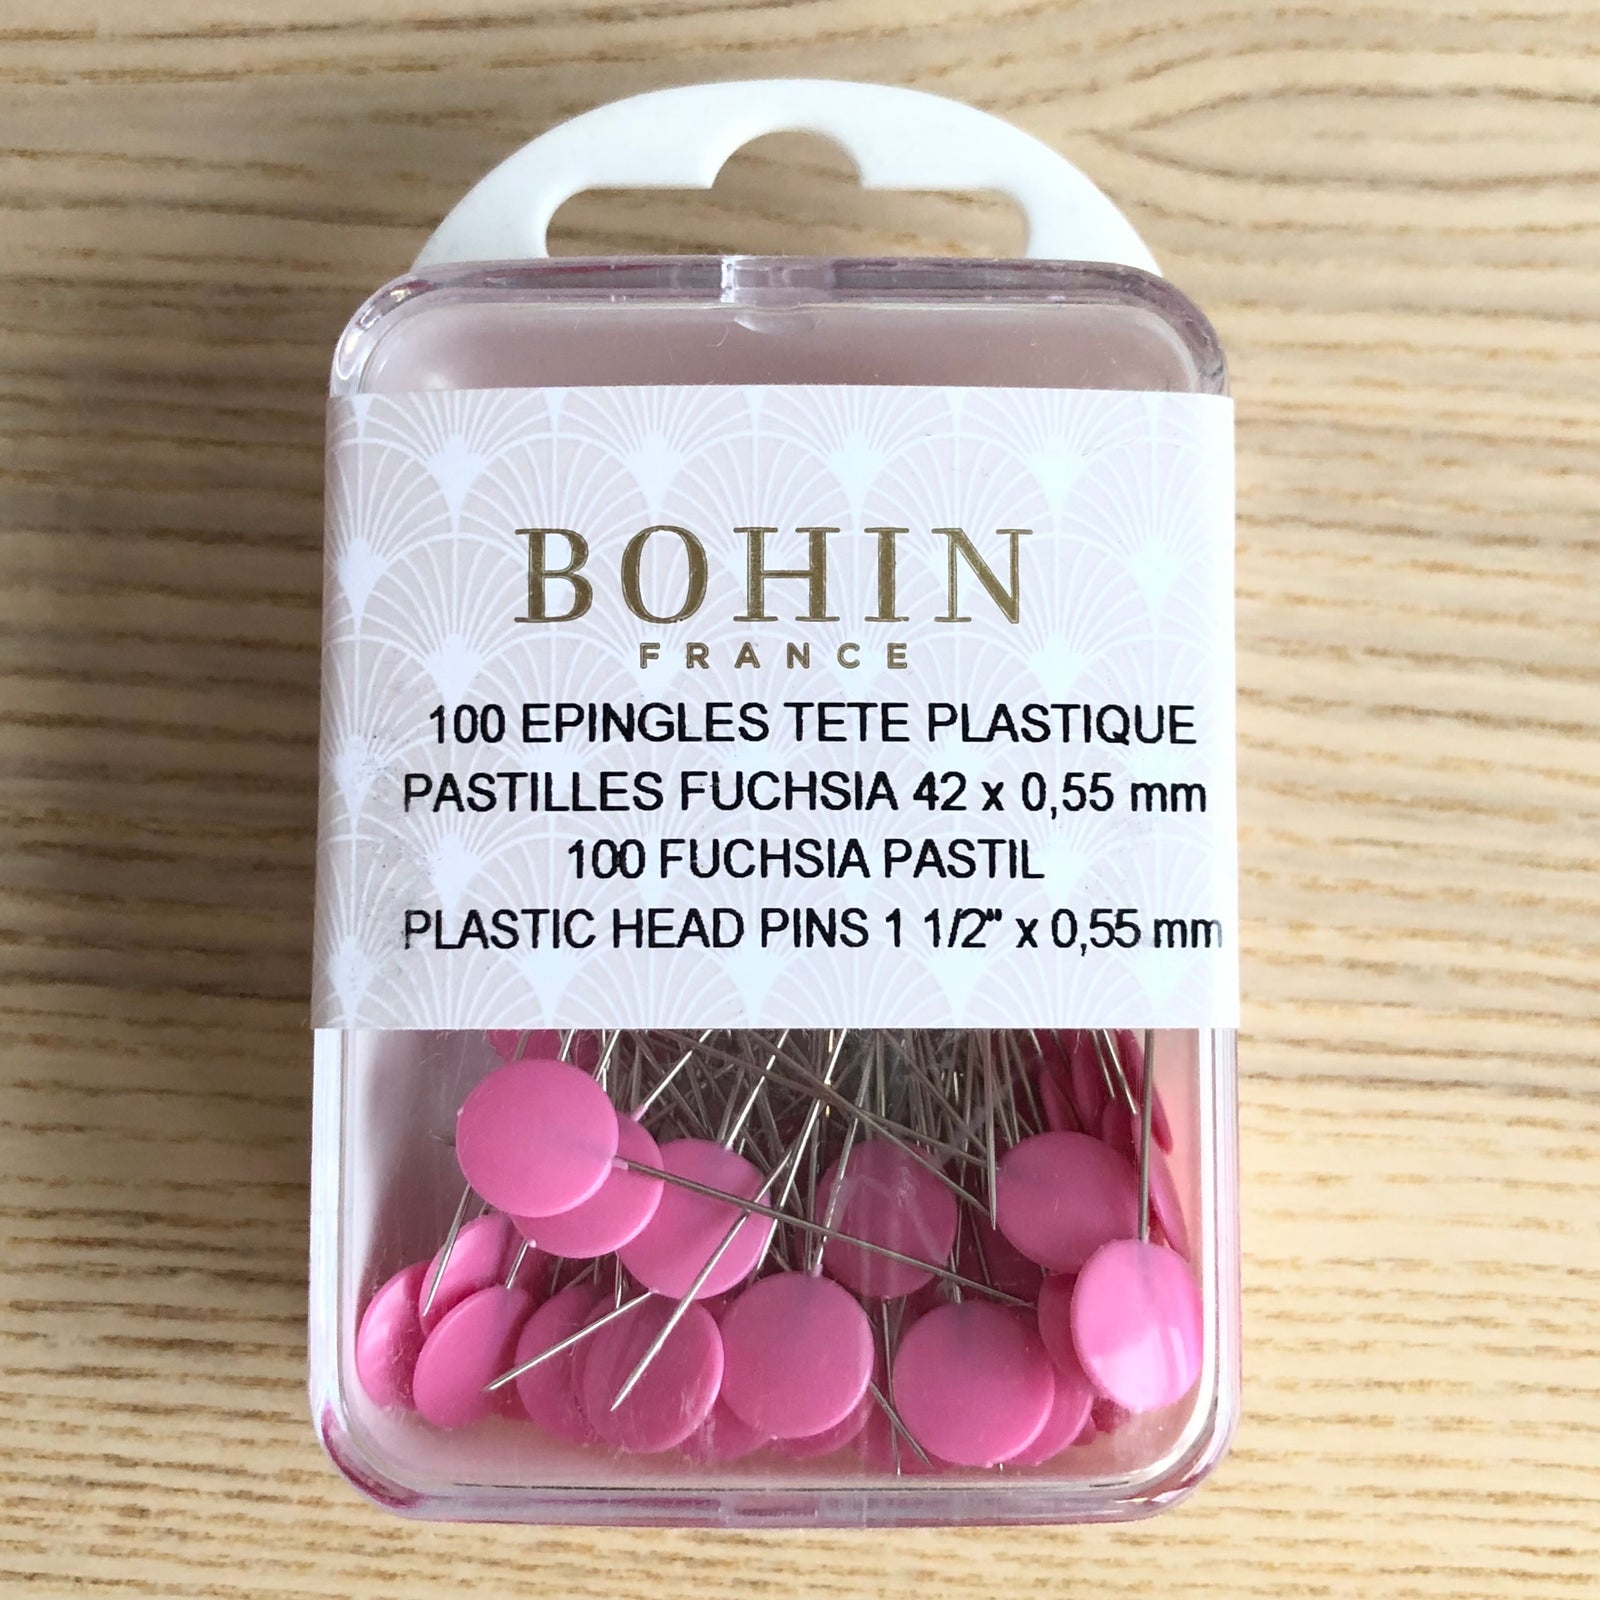 BOHIN
FRANCE
100 EPINGLES TETE PLASTIQUE
PASTILLES FUCHSIA 42 x 0,55 mm
100 FUCHSIA PASTIL
PLASTIC HEAD PINS 1 1/2" x 0,55 mm